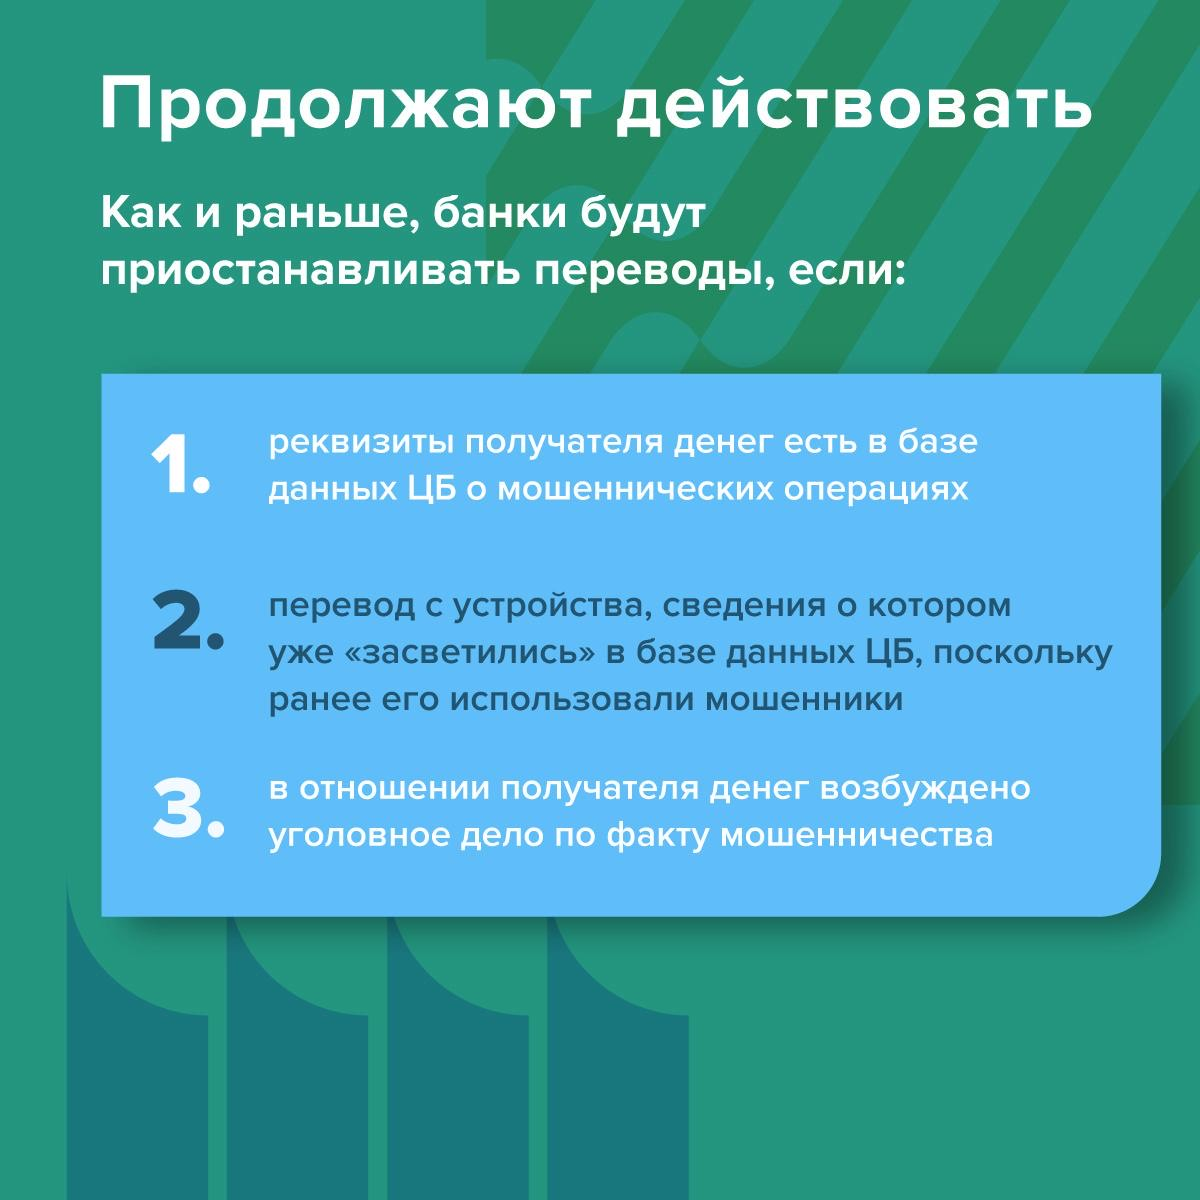 Продолжают действовать
Как и раньше, банки будут
приостанавливать переводы, если:
1.
реквизиты получателя денег есть в базе
данных ЦБ о мошеннических операциях
2.
перевод с устройства, сведения о котором
уже «засветились» в базе данных ЦБ, поскольку
ранее его использовали мошенники
3.
в отношении получателя денег возбуждено
уголовное дело по факту мошенничества